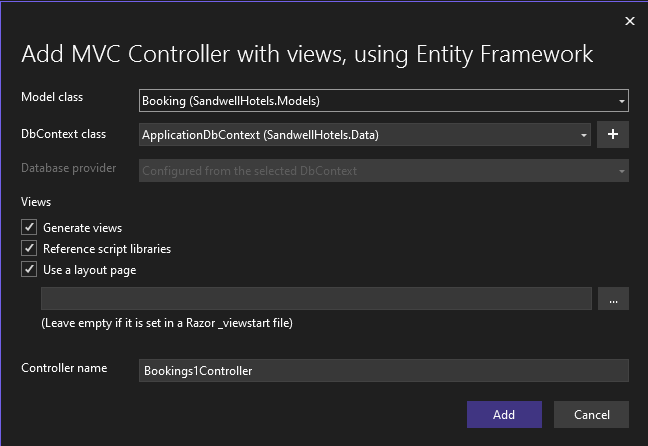 Add MVC Controller with views, using Entity Framework
Model class
Booking (SandwellHotels.Models)
DbContext class
ApplicationDbContext (SandwellHotels.Data)
Database provider
Configured from the selected DbContext
Views
Generate views
Reference script libraries
Use a layout page
...
(Leave empty if it is set in a Razor _viewstart file)
Controller name
Bookings1Controller
Add
Cancel